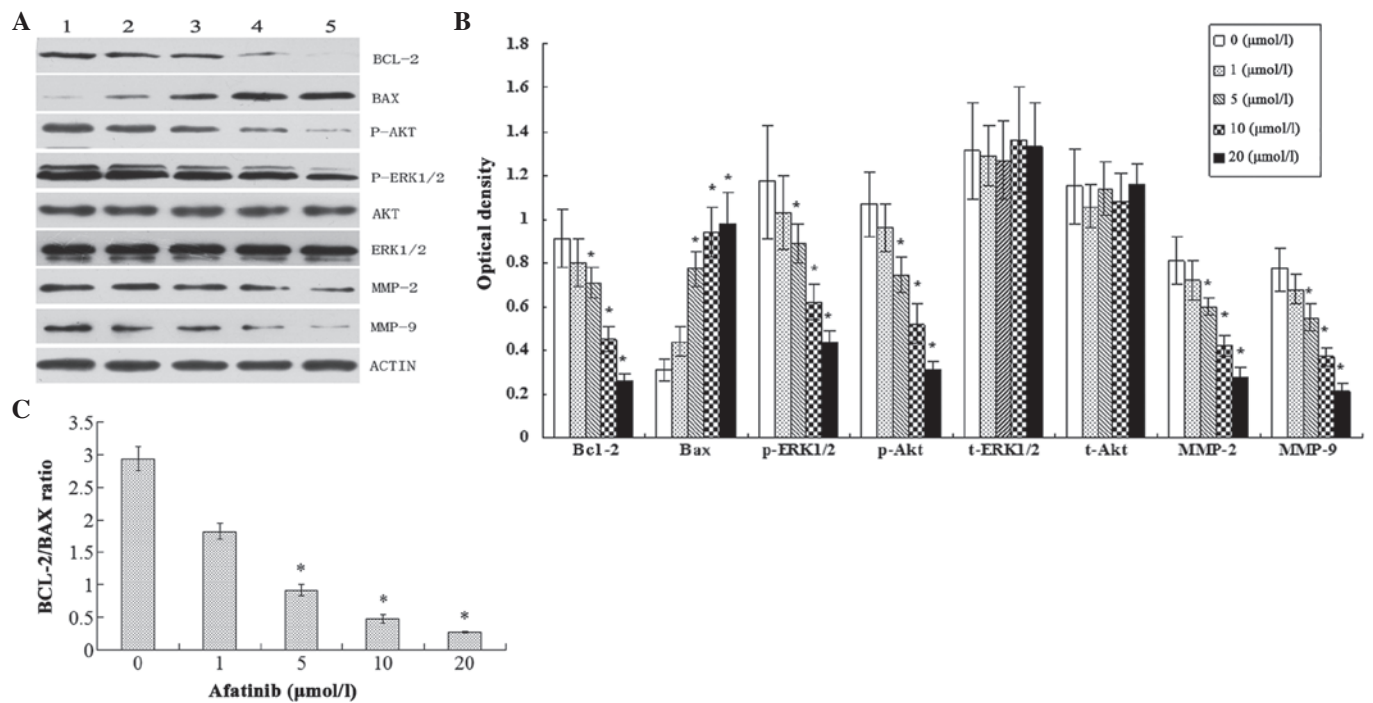 A
1 2 3 4 5
BCL-2
BAX
P-AKT
P-ERK1/2
AKT
ERK1/2
MMP-2
MMP-9
ACTIN
B
Optical density
1.8
1.6
1.4
1.2
1
0.8
0.6
0.4
0.2
0
* * * * * * * * * * * * * * * * * *
Bcl-2 Bax p-ERK1/2 p-Akt t-ERK1/2 t-Akt MMP-2 MMP-9
0 (μmol/l)
1 (μmol/l)
5 (μmol/l)
10 (μmol/l)
20 (μmol/l)
C
BCL-2/BAX ratio
3.5
3
2.5
2
1.5
1
0.5
0
* * *
0 1 5 10 20
Afatinib (μmol/l)